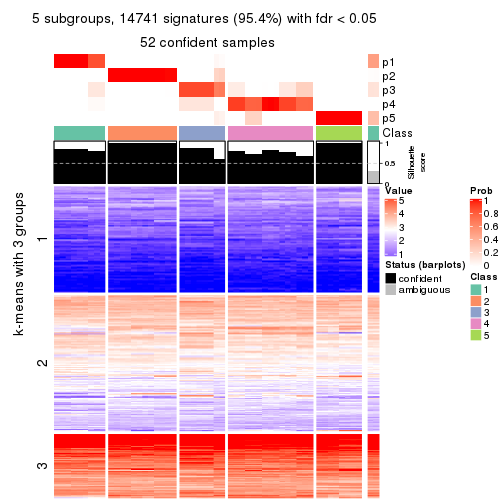 5 subgroups, 14741 signatures (95.4%) with fdr < 0.05
52 confident samples
p1
p2
p3
p4
p5
Class
1
0.5
0
Silhouette
score
k-means with 3 groups
1
2
3
Value
5
4
3
2
1
Status (barplots)
confident
ambiguous
Prob
1
0.8
0.6
0.4
0.2
0
Class
1
2
3
4
5